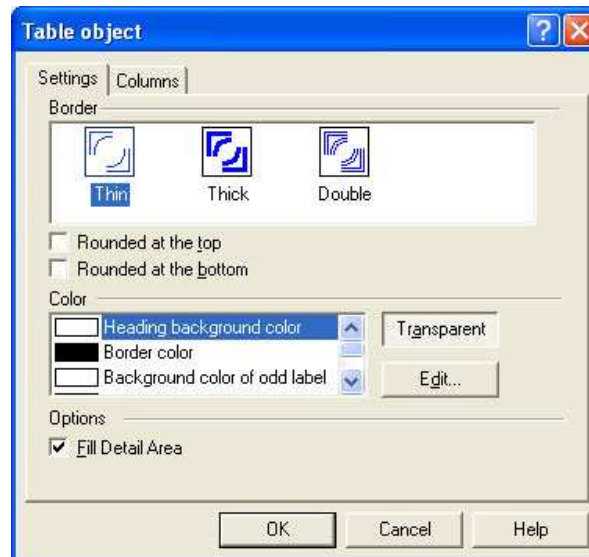 Table object
Settings Columns
Border
Thin Thick Double
Rounded at the top
Rounded at the bottom
Color
Heading background color Transparent
Border color
Background color of odd label Edit...
Options
Fill Detail Area
OK Cancel Help